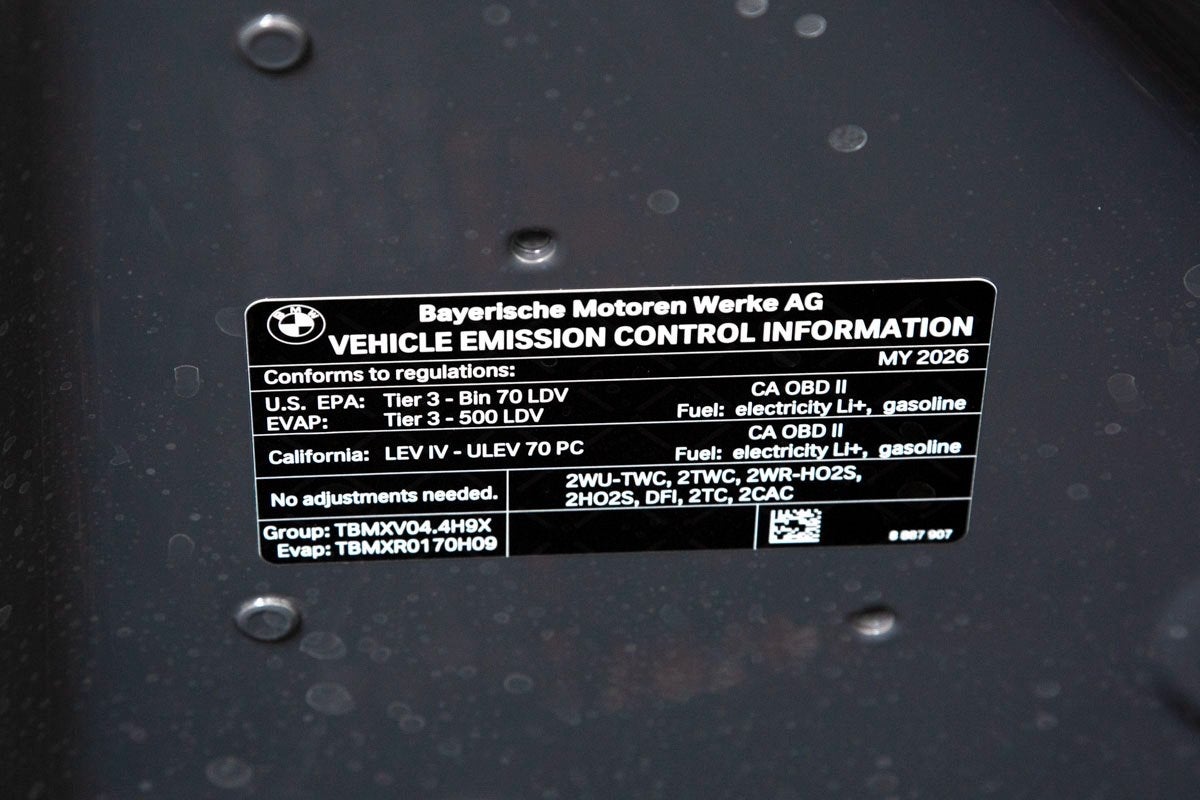 BMW
Bayerische Motoren Werke AG
VEHICLE EMISSION CONTROL INFORMATION
MY 2026
Conforms to regulations:
U.S. EPA: Tier 3 - Bin 70 LDV
EVAP: Tier 3 - 500 LDV
CA OBD II
Fuel: electricity Li+, gasoline
California: LEV IV - ULEV 70 PC
CA OBD II
Fuel: electricity Li+, gasoline
No adjustments needed.
2WU-TWC, 2TWC, 2WR-HO2S,
2HO2S, DFI, 2TC, 2CAC
Group: TBMXV04.4H9X
Evap: TBMXR0170H09
8 887 907